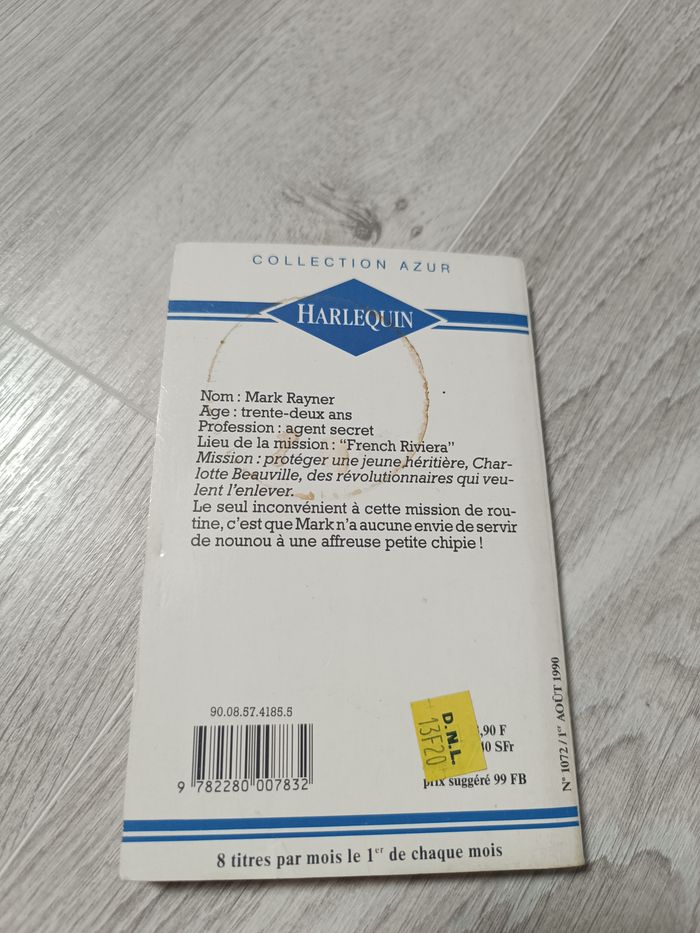 COLLECTION AZUR
HARLEQUIN
Nom : Mark Rayner
Age : trente-deux ans
Profession : agent secret
Lieu de la mission : "French Riviera"
Mission : protéger une jeune héritière, Char-
lotte Beauville, des révolutionnaires qui veu-
lent l'enlever.
Le seul inconvénient à cette mission de rou-
tine, c'est que Mark n'a aucune envie de servir
de nounou à une affreuse petite chipie !
90.08.57.4185.5
9 782280 007832
D.N.L.
13F20
,90 F
40 SFr
prix suggéré 99 FB
N° 1072 / 1er AOÛT 1990
8 titres par mois le 1er de chaque mois